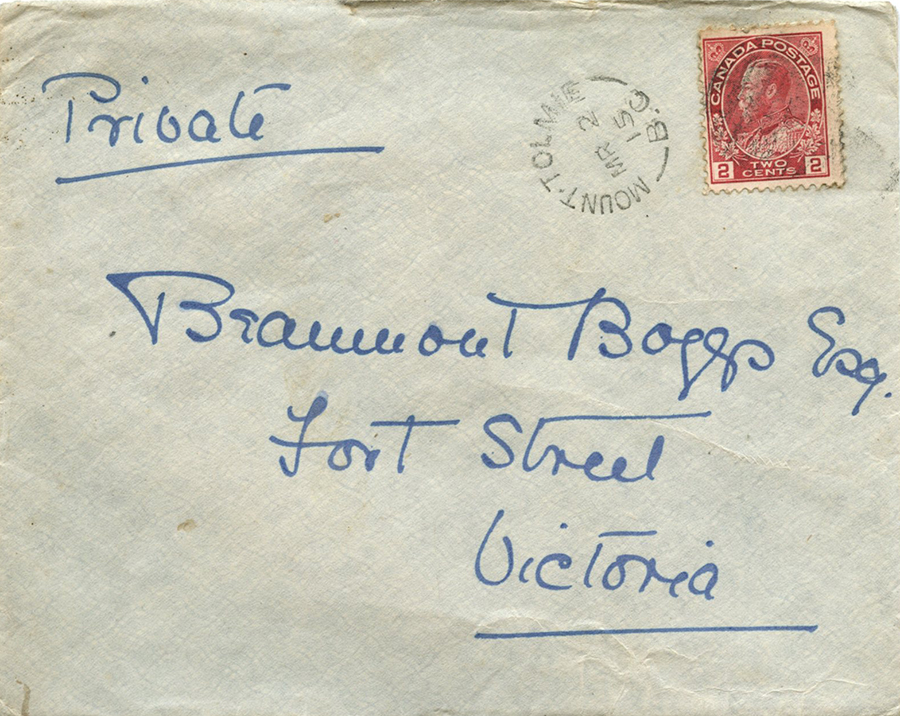 Private
MOUNT-TOLMIE
MR 2
15
B.C
CANADA POSTAGE
2 TWO CENTS 2
Beaumont Boggs Esq.
Fort Street
Victoria